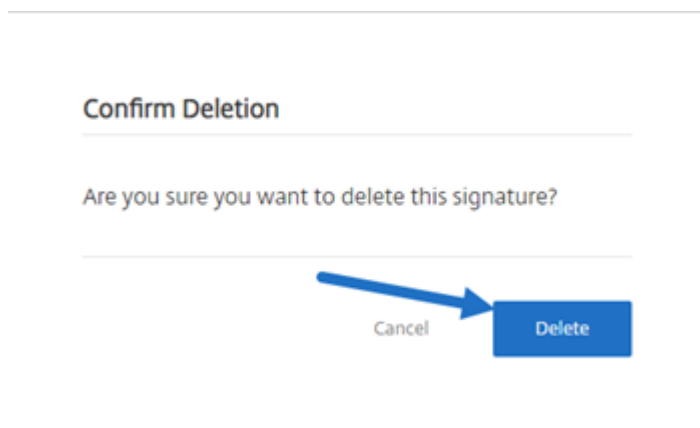 Confirm Deletion
Are you sure you want to delete this signature?
Cancel
Delete